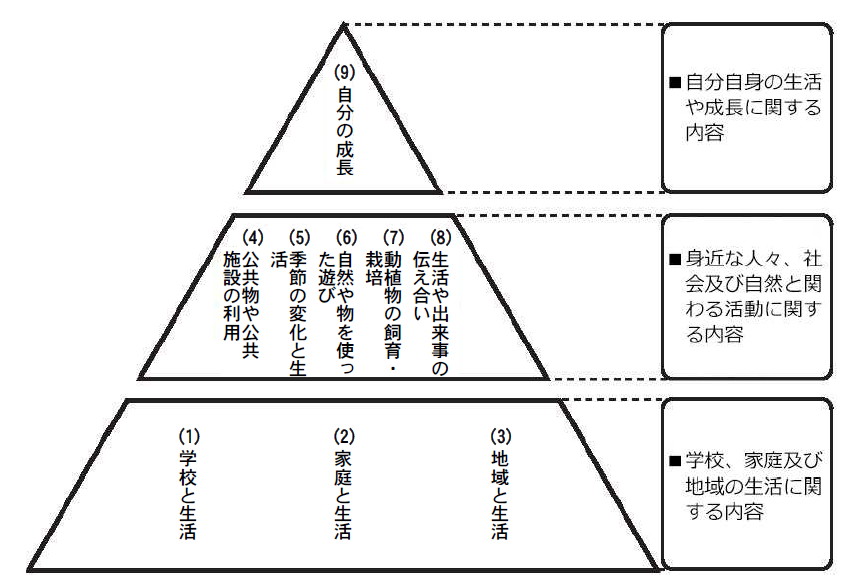 (9)
自分の成長
■自分自身の生活
や成長に関する
内容
(4)
公共物や公共
施設の利用
(5)
季節の変化と生
活
(6)
自然や物を使っ
た遊び
(7)
動植物の飼育・
栽培
(8)
生活や出来事の
伝え合い
■身近な人々、社
会及び自然と関
わる活動に関す
る内容
(1)
学校と生活
(2)
家庭と生活
(3)
地域と生活
■学校、家庭及び
地域の生活に関
する内容